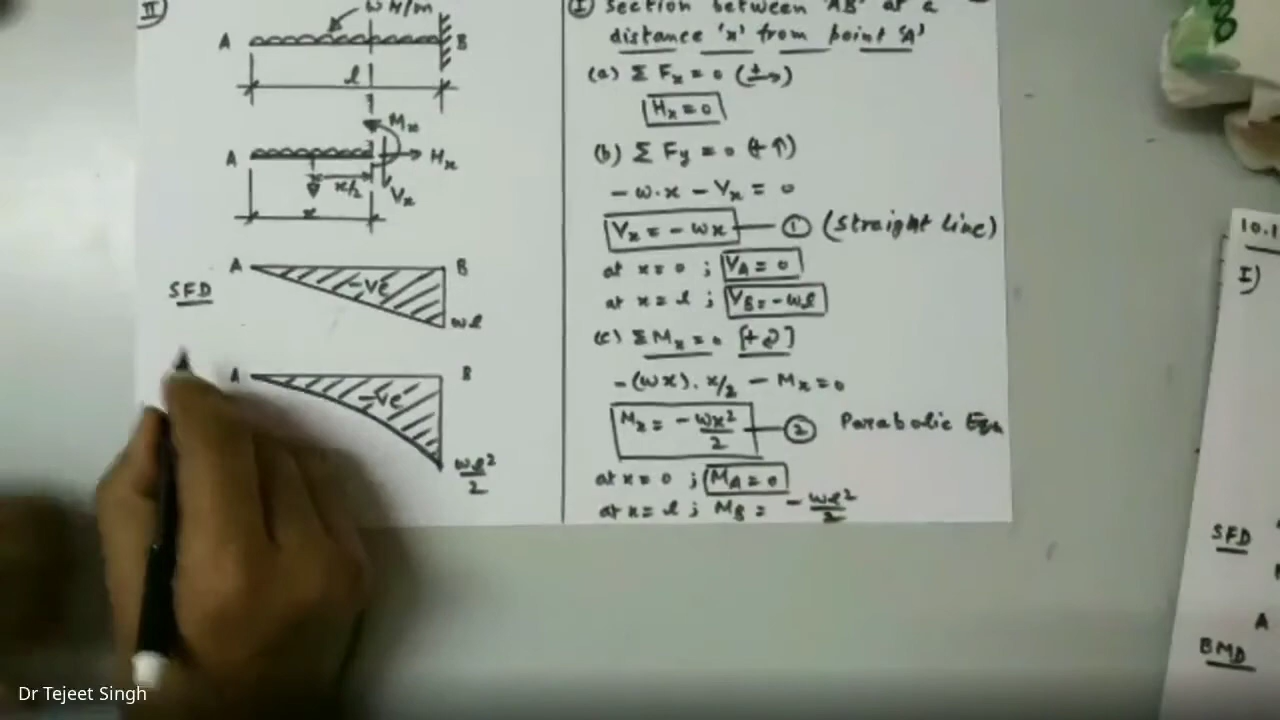 II
w N/m
A B
l
Mx
A Hx
x/2
Vx
x
A B
-ve
SFD
wl
A B
-ve
wl²/2
I) Section between 'AB' at a
distance 'x' from point 'A'
(a) Σ Fx = 0 (+→)
Hx = 0
(b) Σ Fy = 0 (+↑)
-w.x - Vx = 0
Vx = -wx — ① (Straight line)
at x = 0 ; VA = 0
at x = l ; VB = -wl
(c) ΣMx = 0 [+⤸]
-(wx). x/2 - Mx = 0
Mx = -wx²/2 — ② Parabolic Eqn
at x = 0 ; MA = 0
at x = l ; MB = -wl²/2
10.1
I)
SFD
A
BMD
Dr Tejeet Singh